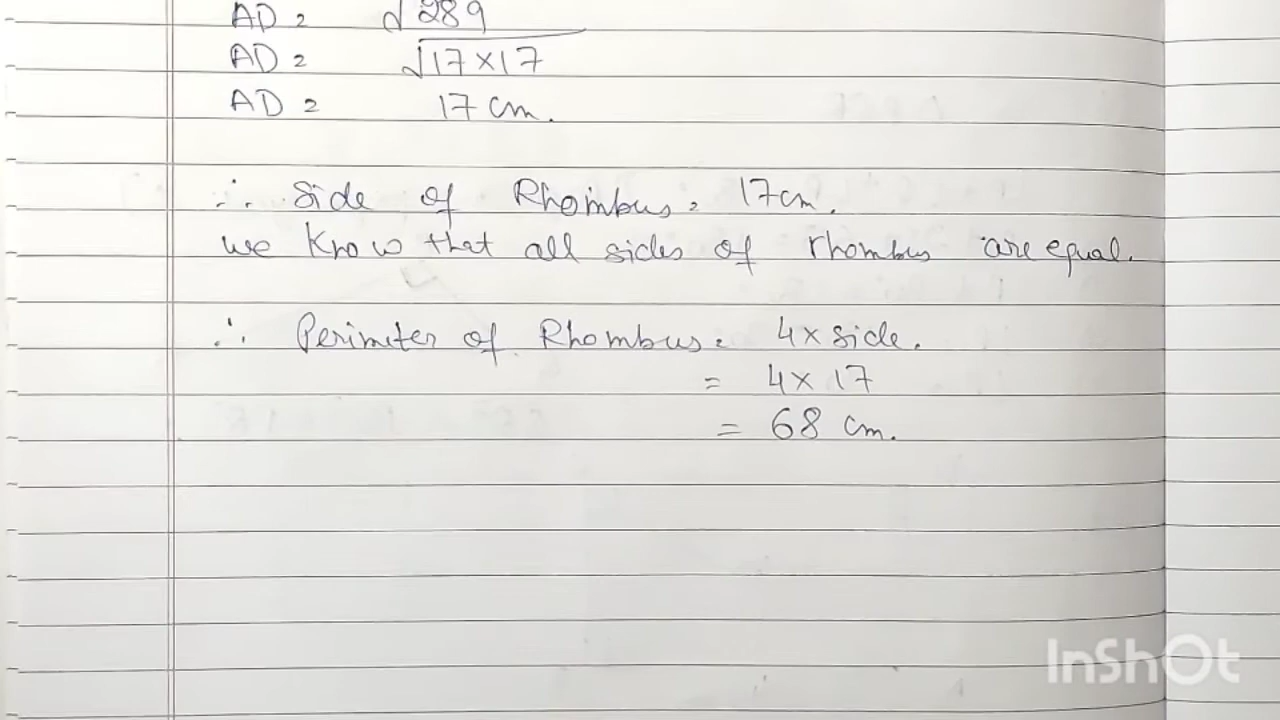 AD = √289
AD = √17×17
AD = 17 cm.
∴ Side of Rhombus = 17cm.
we know that all sides of rhombus are equal.
∴ Perimeter of Rhombus = 4×side.
= 4×17
= 68 cm.
InShOt